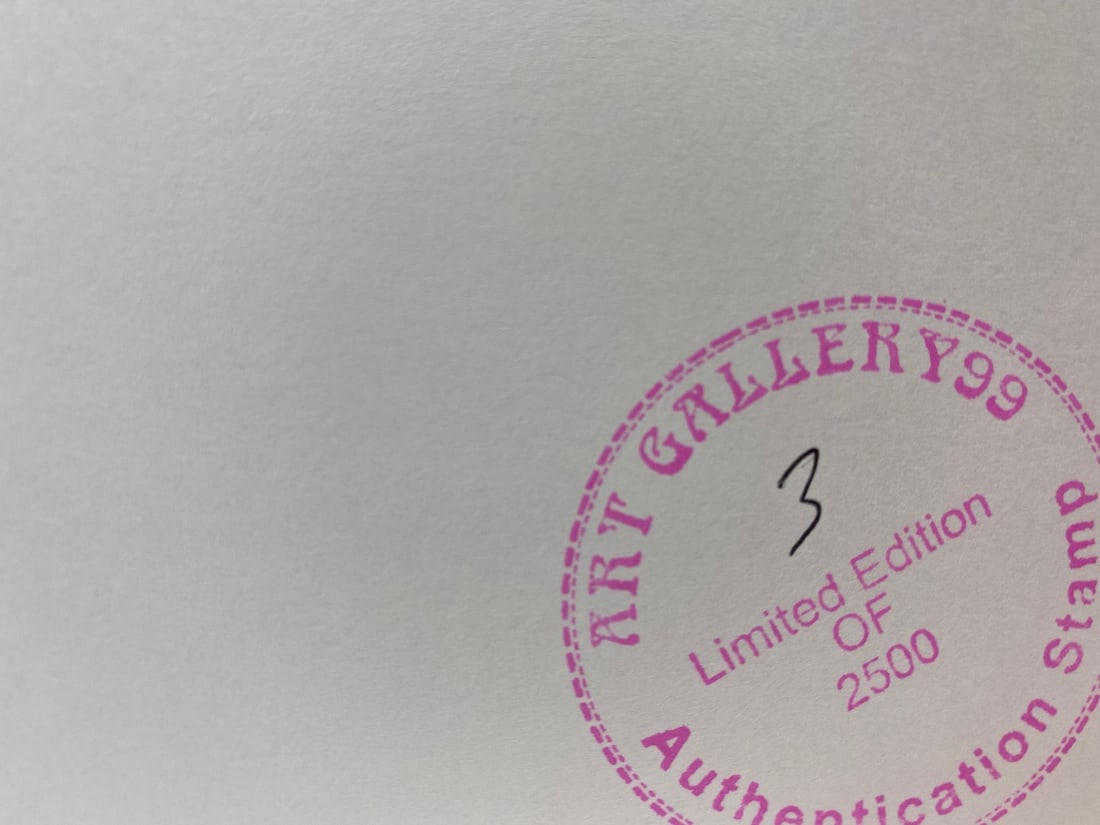 ART GALLERY99
3
Limited Edition
OF
2500
Authentication Stamp